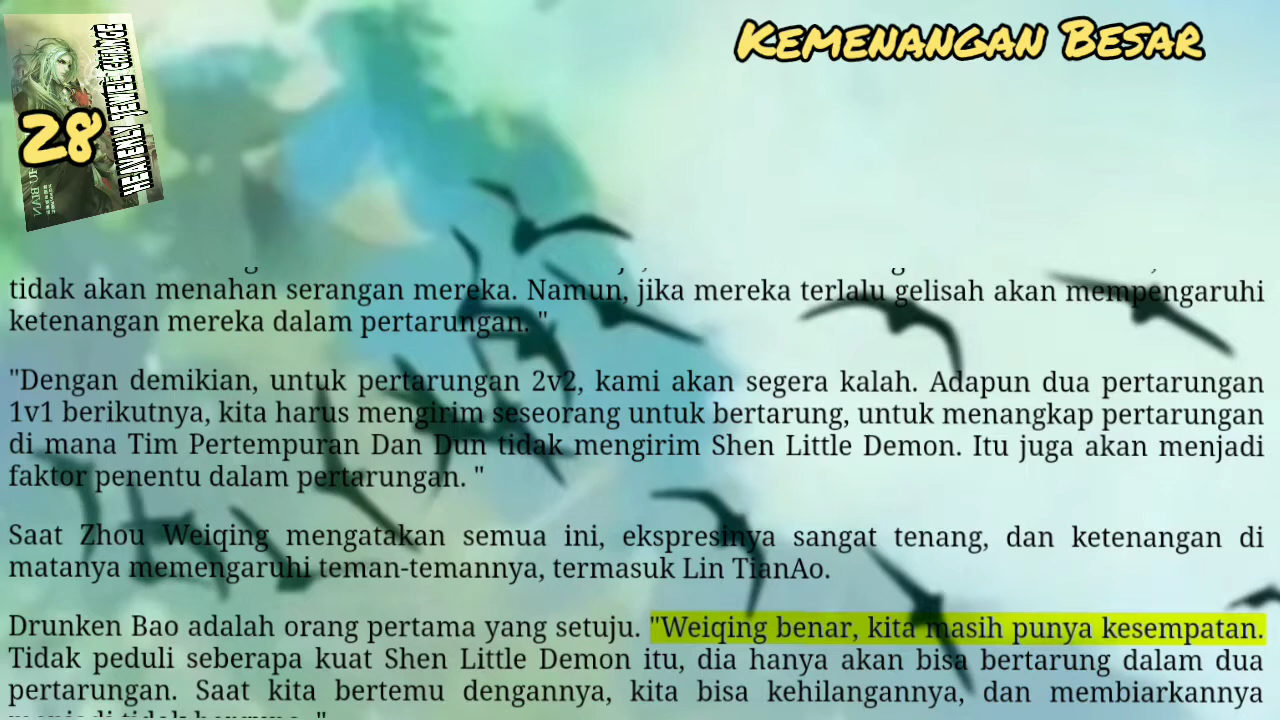 Kemenangan Besar
HEAVENLY JEWEL CHANGE
28
tidak akan menahan serangan mereka. Namun, jika mereka terlalu gelisah akan mempengaruhi
ketenangan mereka dalam pertarungan. "
"Dengan demikian, untuk pertarungan 2v2, kami akan segera kalah. Adapun dua pertarungan
1v1 berikutnya, kita harus mengirim seseorang untuk bertarung, untuk menangkap pertarungan
di mana Tim Pertempuran Dan Dun tidak mengirim Shen Little Demon. Itu juga akan menjadi
faktor penentu dalam pertarungan. "
Saat Zhou Weiqing mengatakan semua ini, ekspresinya sangat tenang, dan ketenangan di
matanya memengaruhi teman-temannya, termasuk Lin TianAo.
Drunken Bao adalah orang pertama yang setuju. "Weiqing benar, kita masih punya kesempatan.
Tidak peduli seberapa kuat Shen Little Demon itu, dia hanya akan bisa bertarung dalam dua
pertarungan. Saat kita bertemu dengannya, kita bisa kehilangannya, dan membiarkannya